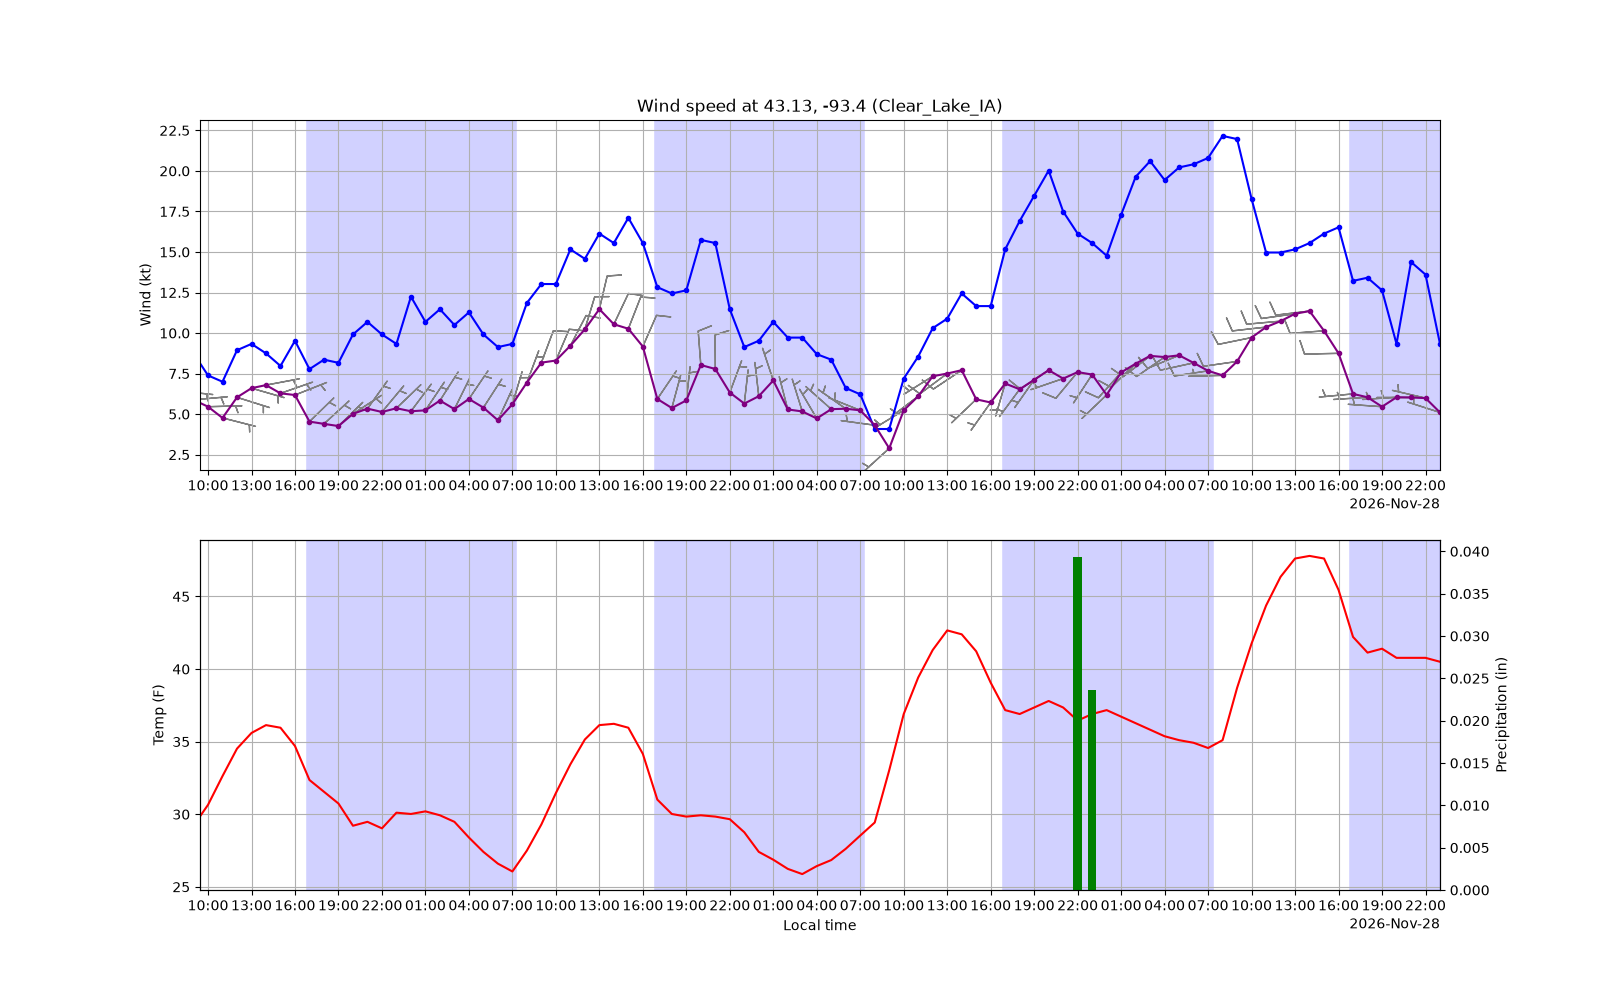 Wind speed at 43.13, -93.4 (Clear_Lake_IA)
22.5
20.0
17.5
15.0
12.5
10.0
7.5
5.0
2.5
Wind (kt)
10:00 13:00 16:00 19:00 22:00 01:00 04:00 07:00 10:00 13:00 16:00 19:00 22:00 01:00 04:00 07:00 10:00 13:00 16:00 19:00 22:00 01:00 04:00 07:00 10:00 13:00 16:00 19:00 22:00
2026-Nov-28
45
40
35
30
25
Temp (F)
0.040
0.035
0.030
0.025
0.020
0.015
0.010
0.005
0.000
Precipitation (in)
10:00 13:00 16:00 19:00 22:00 01:00 04:00 07:00 10:00 13:00 16:00 19:00 22:00 01:00 04:00 07:00 10:00 13:00 16:00 19:00 22:00 01:00 04:00 07:00 10:00 13:00 16:00 19:00 22:00
Local time
2026-Nov-28